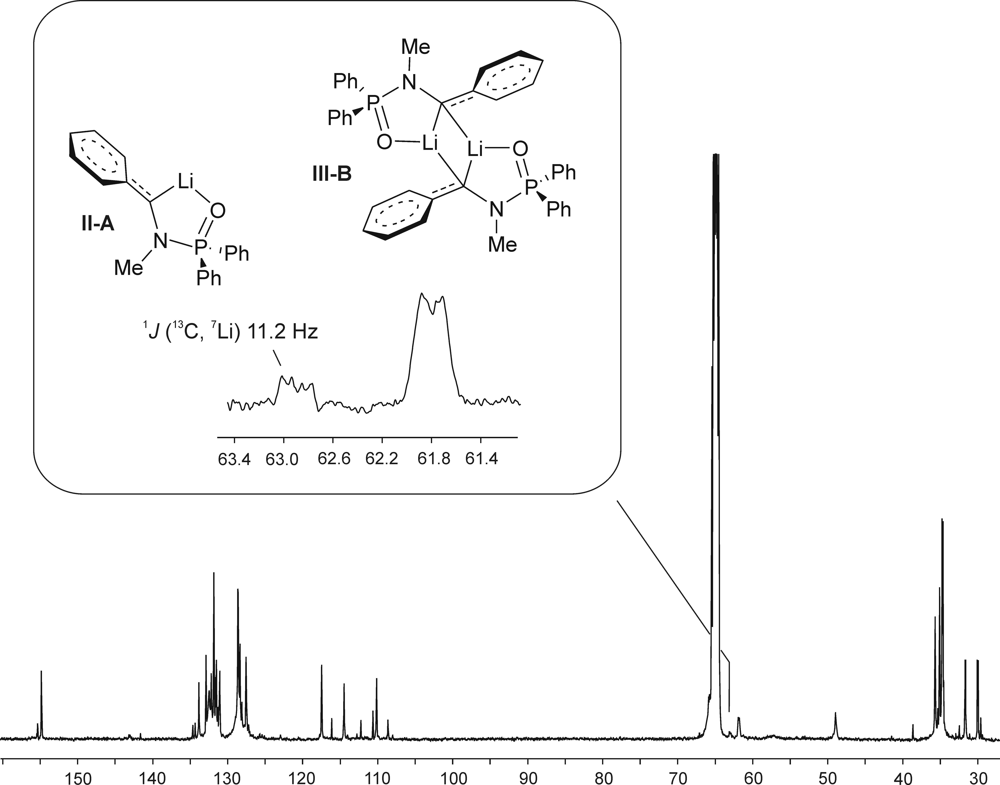 Me
N
Ph
P
Ph
O
Li
Li
O
III-B
Ph
P
Ph
N
Me
Li
O
II-A
N
P
Ph
Me
Ph
¹J (¹³C, ⁷Li) 11.2 Hz
63.4 63.0 62.6 62.2 61.8 61.4
150 140 130 120 110 100 90 80 70 60 50 40 30